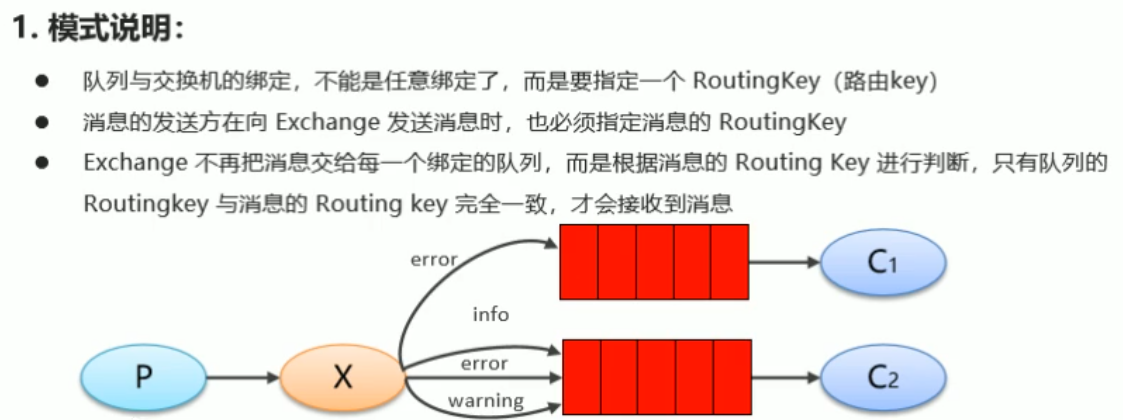 1. 模式说明：
● 队列与交换机的绑定，不能是任意绑定了，而是要指定一个 RoutingKey（路由key）
● 消息的发送方在向 Exchange 发送消息时，也必须指定消息的 RoutingKey
● Exchange 不再把消息交给每一个绑定的队列，而是根据消息的 Routing Key 进行判断，只有队列的
Routingkey 与消息的 Routing key 完全一致，才会接收到消息
error
C1
info
P
X
error
C2
warning